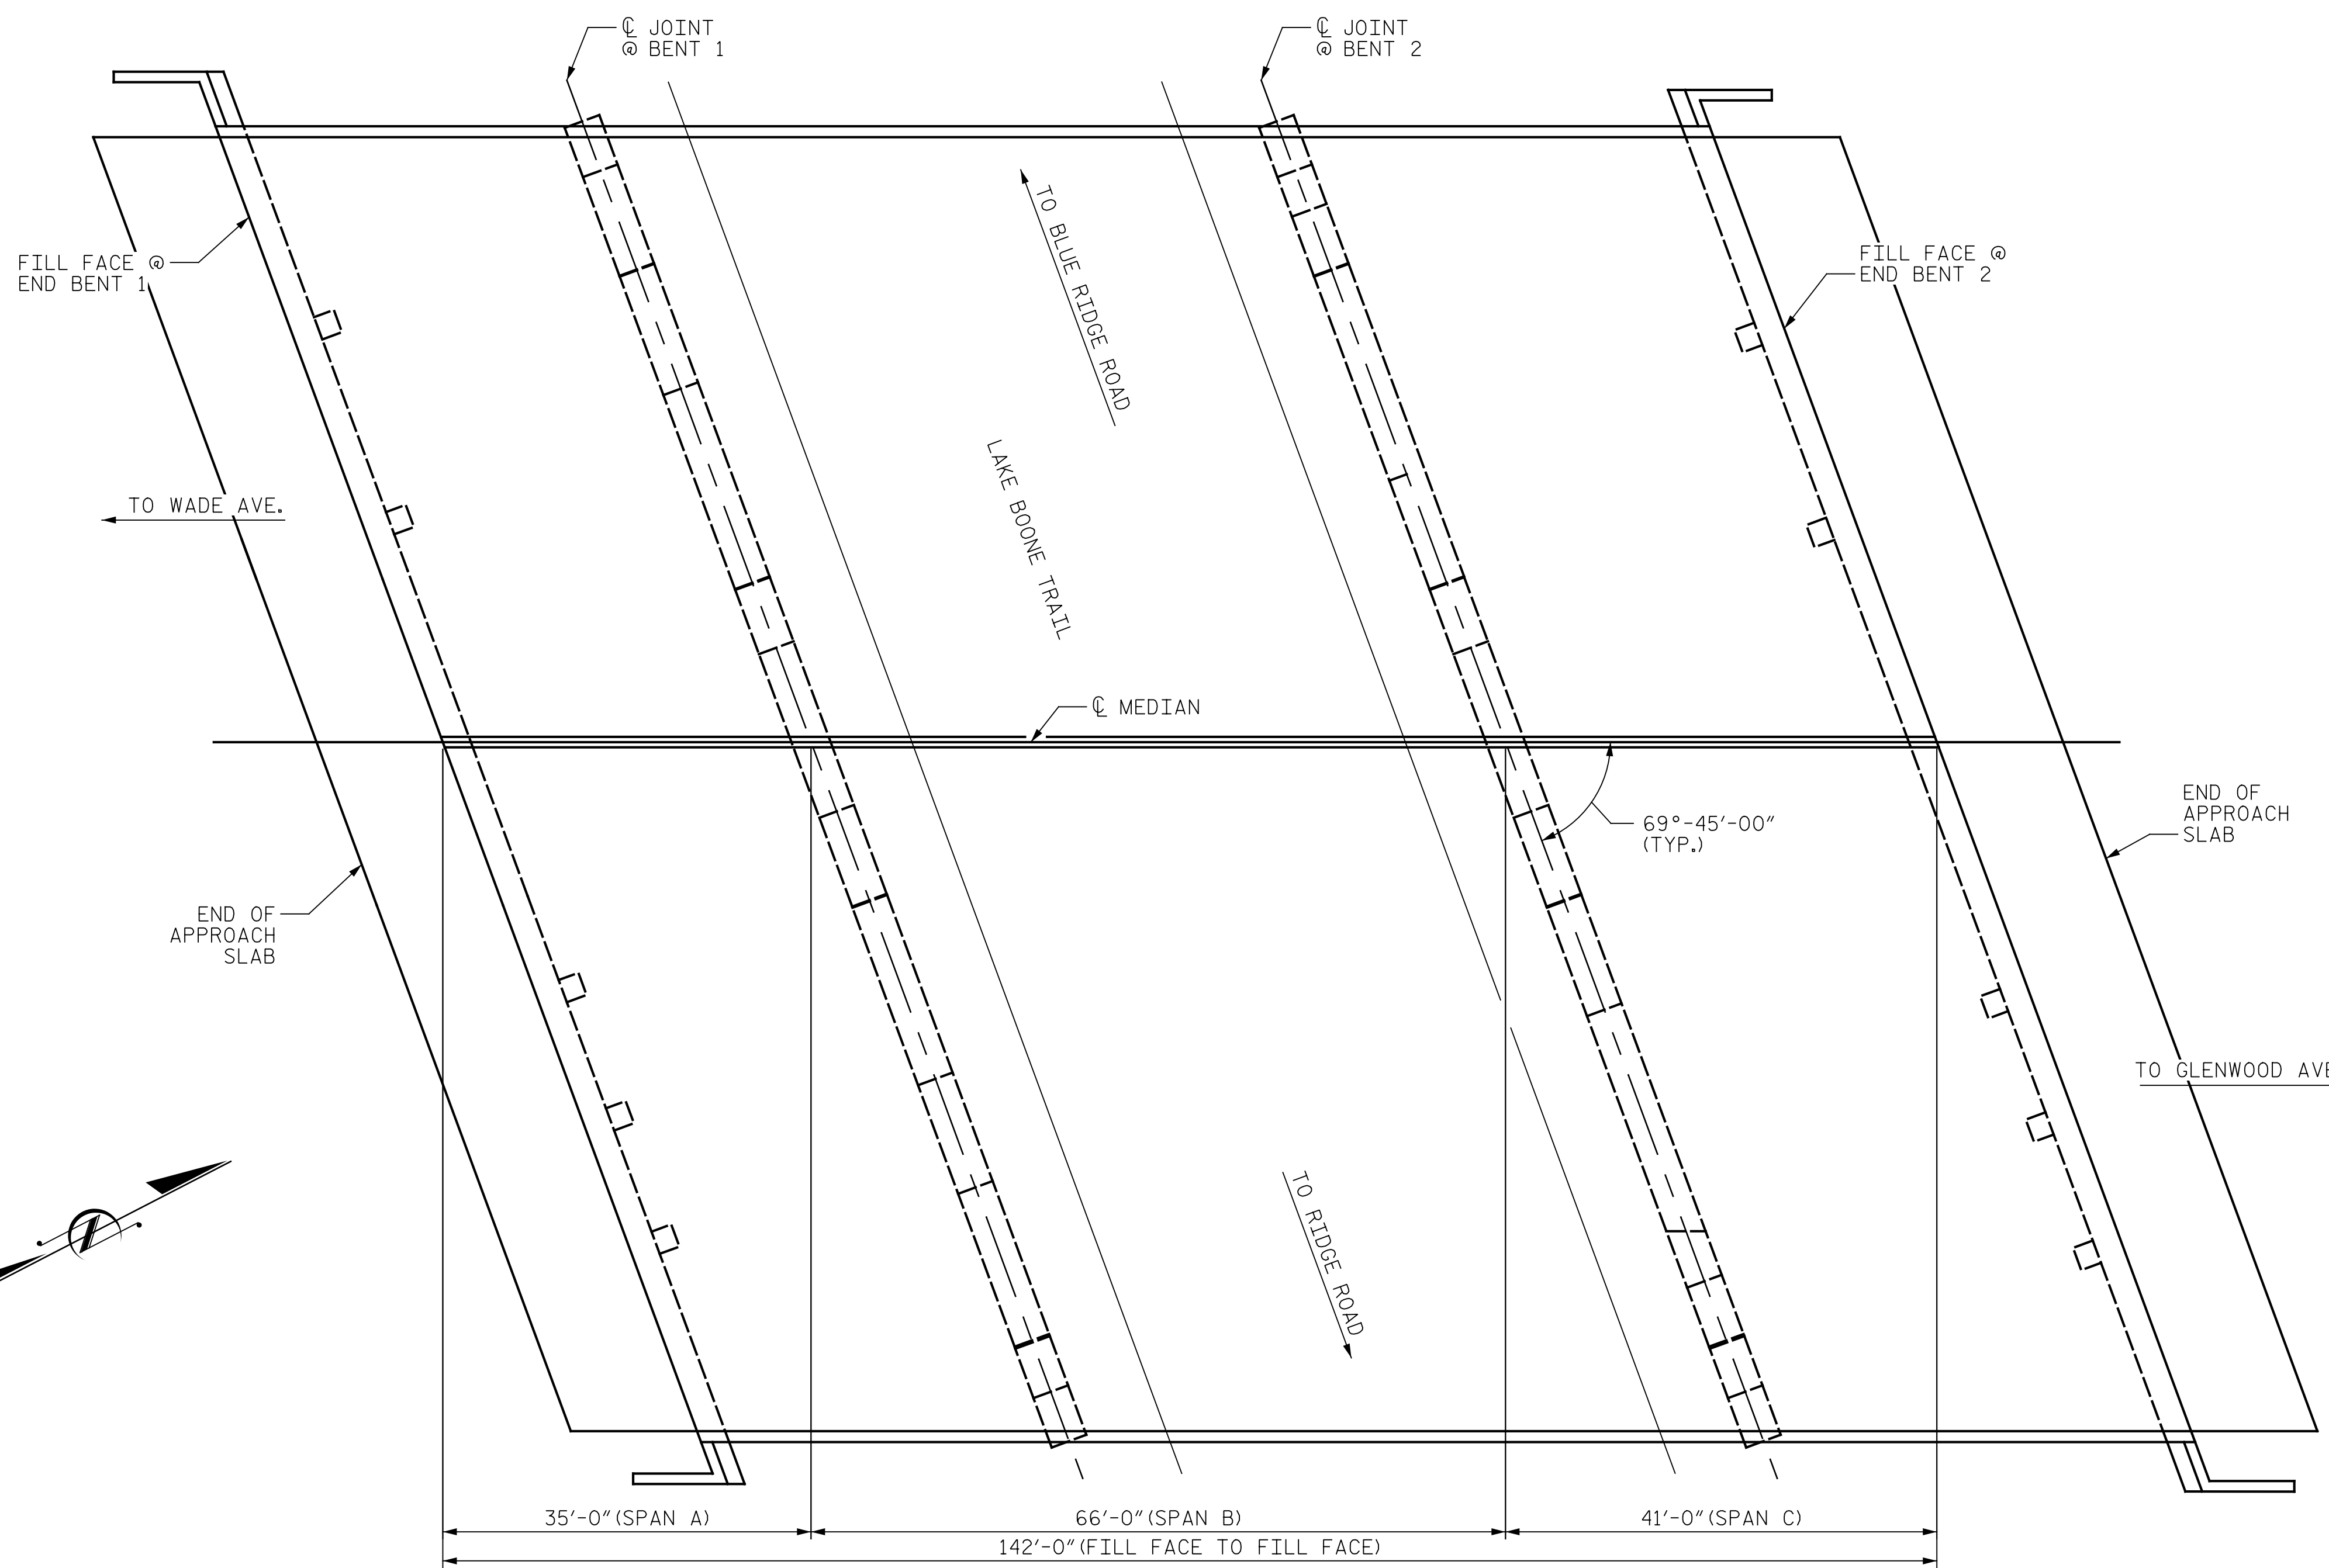 ℄ JOINT
@ BENT 1
℄ JOINT
@ BENT 2
FILL FACE @
END BENT 1
FILL FACE @
END BENT 2
TO BLUE RIDGE ROAD
LAKE BOONE TRAIL
TO WADE AVE.
℄ MEDIAN
69°-45'-00"
(TYP.)
END OF
APPROACH
SLAB
END OF
APPROACH
SLAB
TO GLENWOOD AVE
Z
TO RIDGE ROAD
35'-0"(SPAN A)
66'-0"(SPAN B)
41'-0"(SPAN C)
142'-0"(FILL FACE TO FILL FACE)